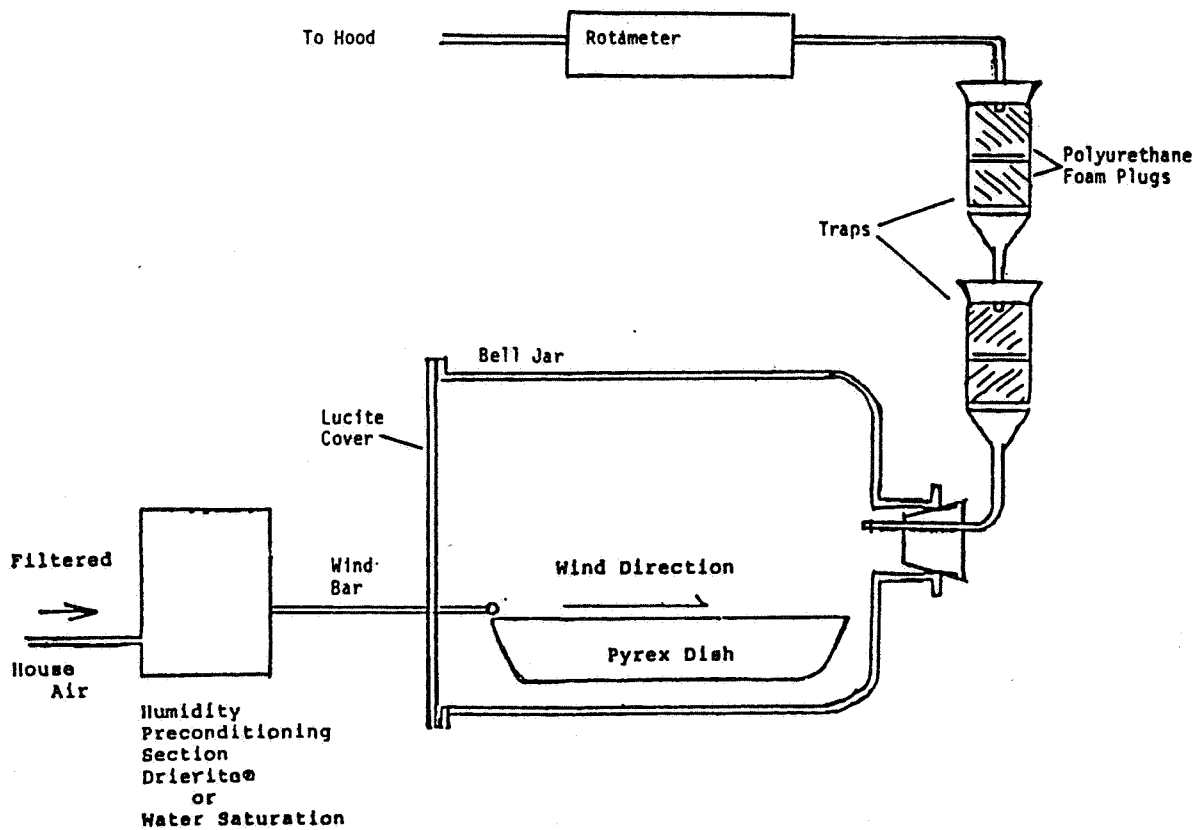 To Hood
Rotameter
Polyurethane
Foam Plugs
Traps
Bell Jar
Lucite
Cover
Filtered
House
Air
Wind
Bar
Wind Direction
Pyrex Dish
Humidity
Preconditioning
Section
Drierite®
or
Water Saturation